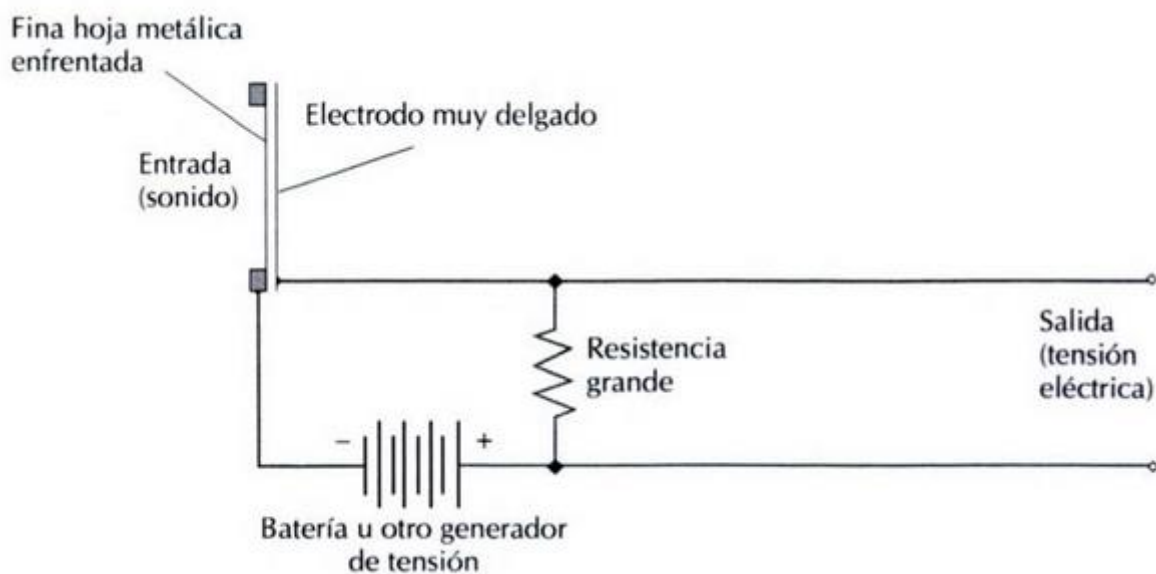 Fina hoja metálica
enfrentada
Electrodo muy delgado
Entrada
(sonido)
Resistencia
grande
Salida
(tensión
eléctrica)
– +
Batería u otro generador
de tensión